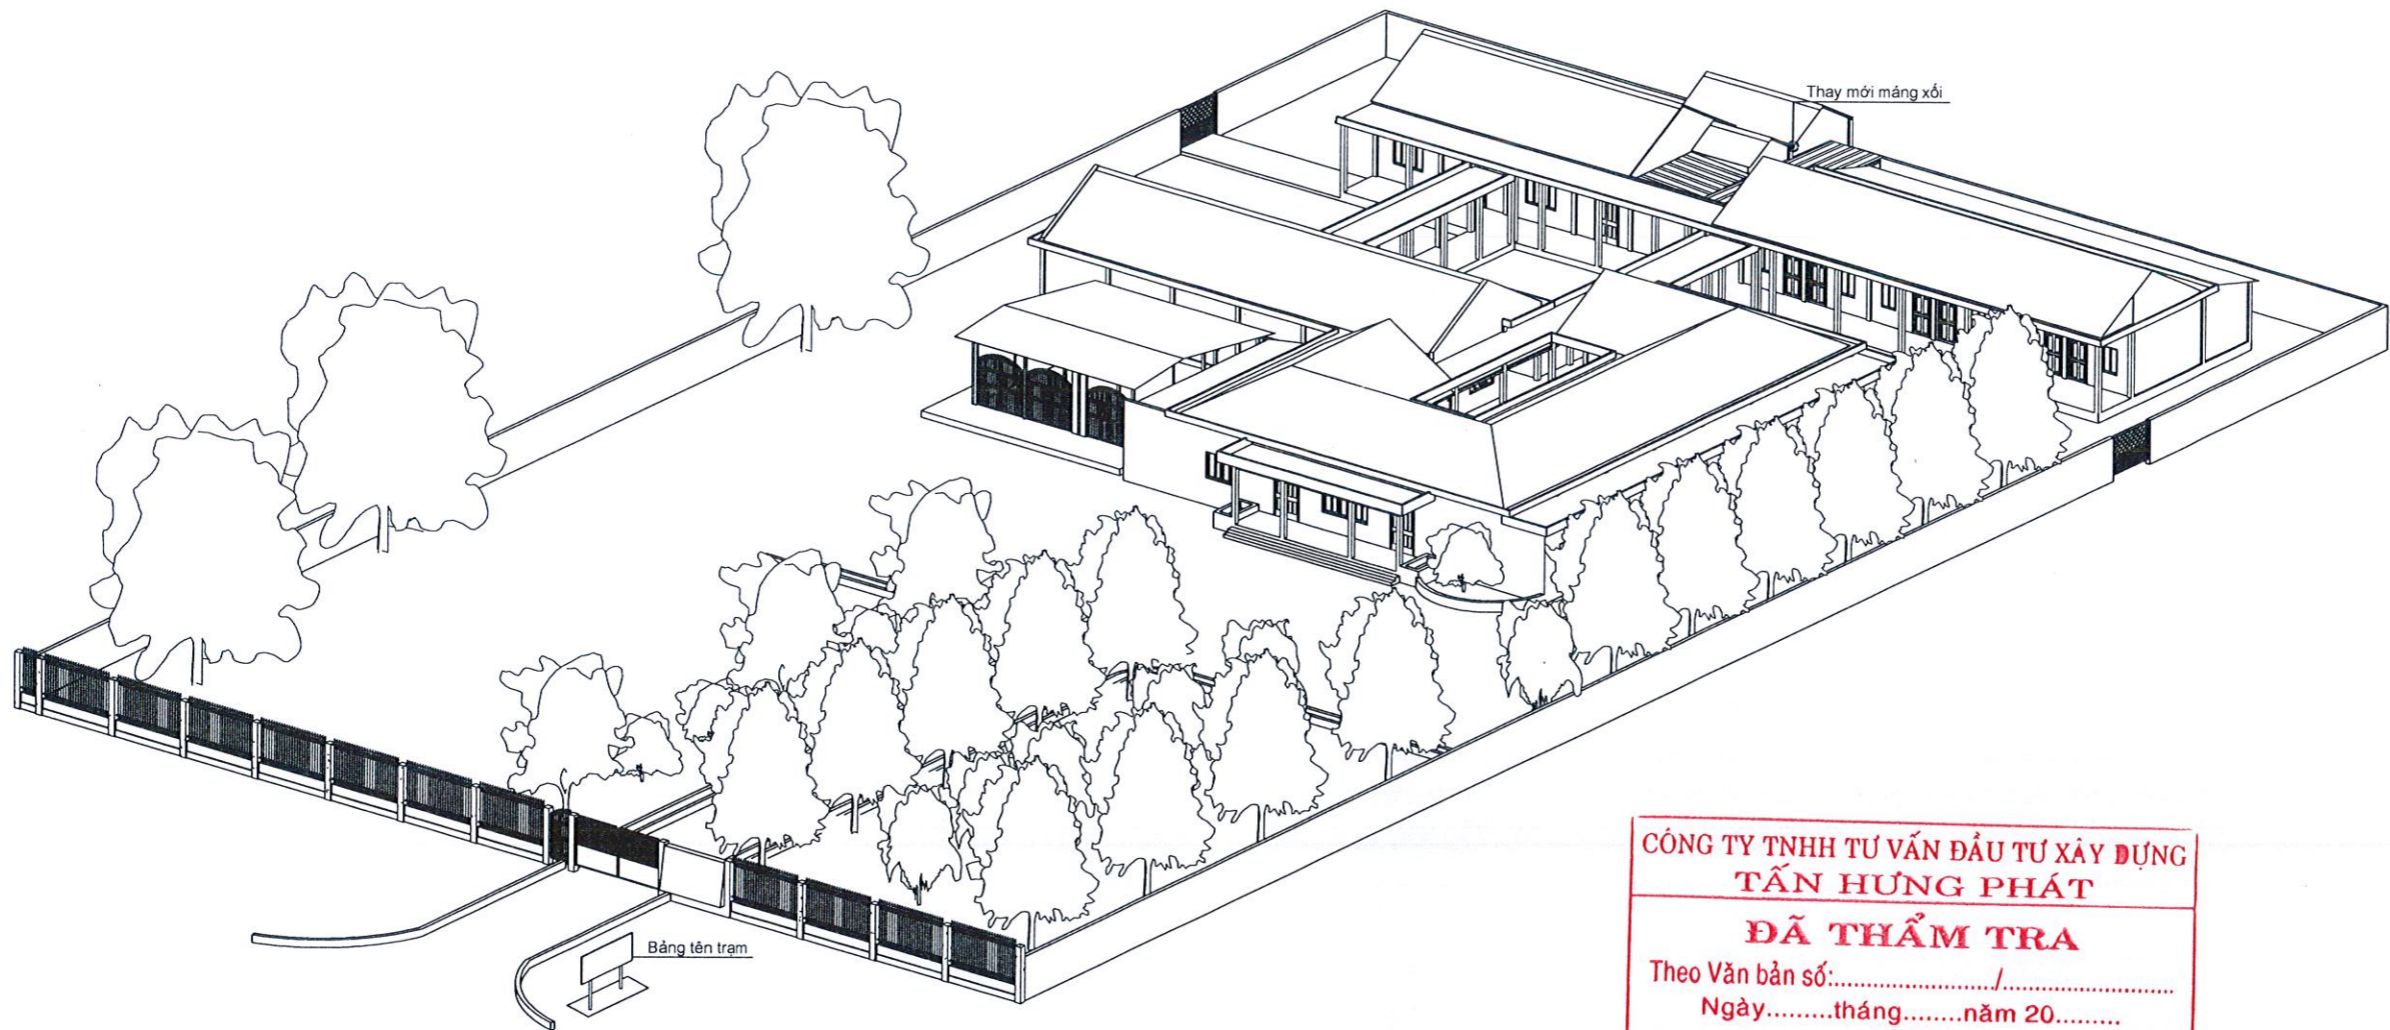 Thay mới máng xối
Bảng tên trạm
CÔNG TY TNHH TƯ VẤN ĐẦU TƯ XÂY DỰNG
TẤN HƯNG PHÁT
ĐÃ THẨM TRA
Theo Văn bản số:......................../..........................
Ngày.........tháng........năm 20.........